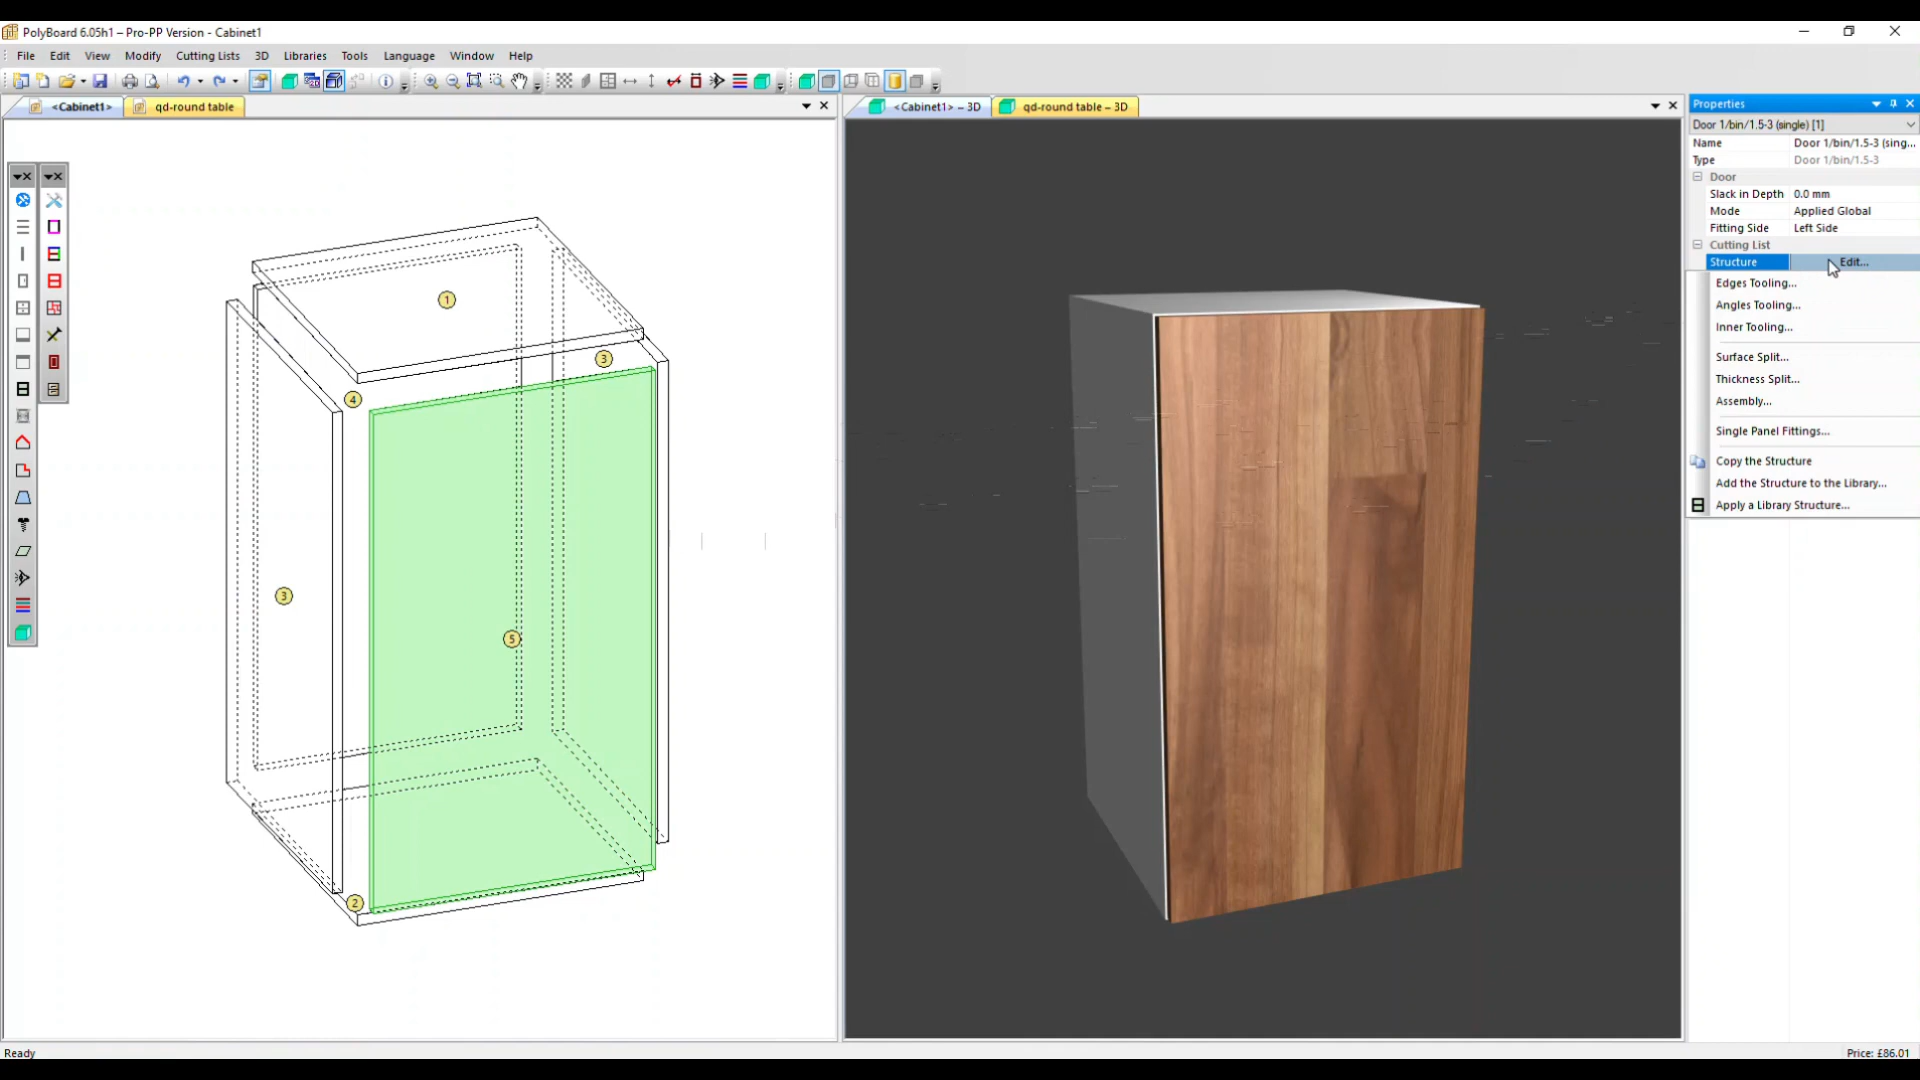 PolyBoard 6.05h1 – Pro-PP Version - Cabinet1
File Edit View Modify Cutting Lists 3D Libraries Tools Language Window Help
<Cabinet1> qd-round table
<Cabinet1> – 3D qd-round table – 3D
Properties
Door 1/bin/1.5-3 (single) [1]
Name Door 1/bin/1.5-3 (sing...
Type Door 1/bin/1.5-3
Door
Slack in Depth 0.0 mm
Mode Applied Global
Fitting Side Left Side
Cutting List
Structure Edit...
Edges Tooling...
Angles Tooling...
Inner Tooling...
Surface Split...
Thickness Split...
Assembly...
Single Panel Fittings...
Copy the Structure
Add the Structure to the Library...
Apply a Library Structure...
1
3
4
3
5
2
Ready Price: £86.01